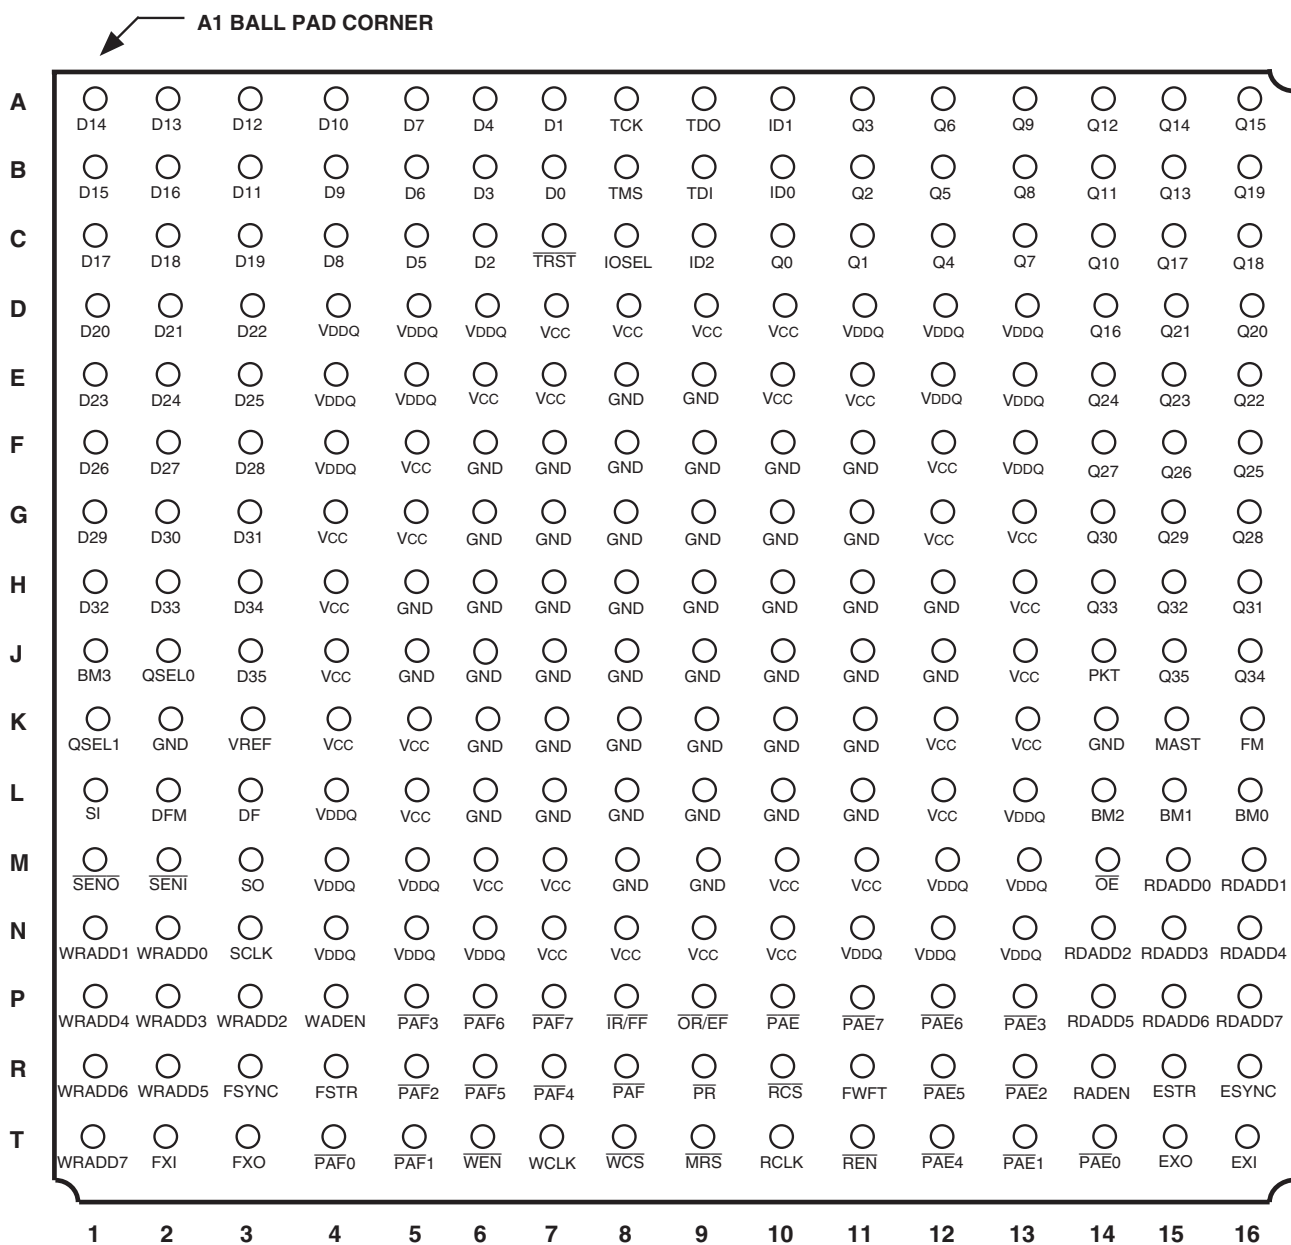 A1 BALL PAD CORNER
A
D14 D13 D12 D10 D7 D4 D1 TCK TDO ID1 Q3 Q6 Q9 Q12 Q14 Q15
B
D15 D16 D11 D9 D6 D3 D0 TMS TDI ID0 Q2 Q5 Q8 Q11 Q13 Q19
C
D17 D18 D19 D8 D5 D2 TRST IOSEL ID2 Q0 Q1 Q4 Q7 Q10 Q17 Q18
D
D20 D21 D22 VDDQ VDDQ VDDQ VCC VCC VCC VCC VDDQ VDDQ VDDQ Q16 Q21 Q20
E
D23 D24 D25 VDDQ VDDQ VCC VCC GND GND VCC VCC VDDQ VDDQ Q24 Q23 Q22
F
D26 D27 D28 VDDQ VCC GND GND GND GND GND GND VCC VDDQ Q27 Q26 Q25
G
D29 D30 D31 VCC VCC GND GND GND GND GND GND VCC VCC Q30 Q29 Q28
H
D32 D33 D34 VCC GND GND GND GND GND GND GND GND VCC Q33 Q32 Q31
J
BM3 QSEL0 D35 VCC GND GND GND GND GND GND GND GND VCC PKT Q35 Q34
K
QSEL1 GND VREF VCC VCC GND GND GND GND GND GND VCC VCC GND MAST FM
L
SI DFM DF VDDQ VCC GND GND GND GND GND GND VCC VDDQ BM2 BM1 BM0
M
SENO SENI SO VDDQ VDDQ VCC VCC GND GND VCC VCC VDDQ VDDQ OE RDADD0 RDADD1
N
WRADD1 WRADD0 SCLK VDDQ VDDQ VDDQ VCC VCC VCC VCC VDDQ VDDQ VDDQ RDADD2 RDADD3 RDADD4
P
WRADD4 WRADD3 WRADD2 WADEN PAF3 PAF6 PAF7 IR/FF OR/EF PAE PAE7 PAE6 PAE3 RDADD5 RDADD6 RDADD7
R
WRADD6 WRADD5 FSYNC FSTR PAF2 PAF5 PAF4 PAF PR RCS FWFT PAE5 PAE2 RADEN ESTR ESYNC
T
WRADD7 FXI FXO PAF0 PAF1 WEN WCLK WCS MRS RCLK REN PAE4 PAE1 PAE0 EXO EXI
1 2 3 4 5 6 7 8 9 10 11 12 13 14 15 16